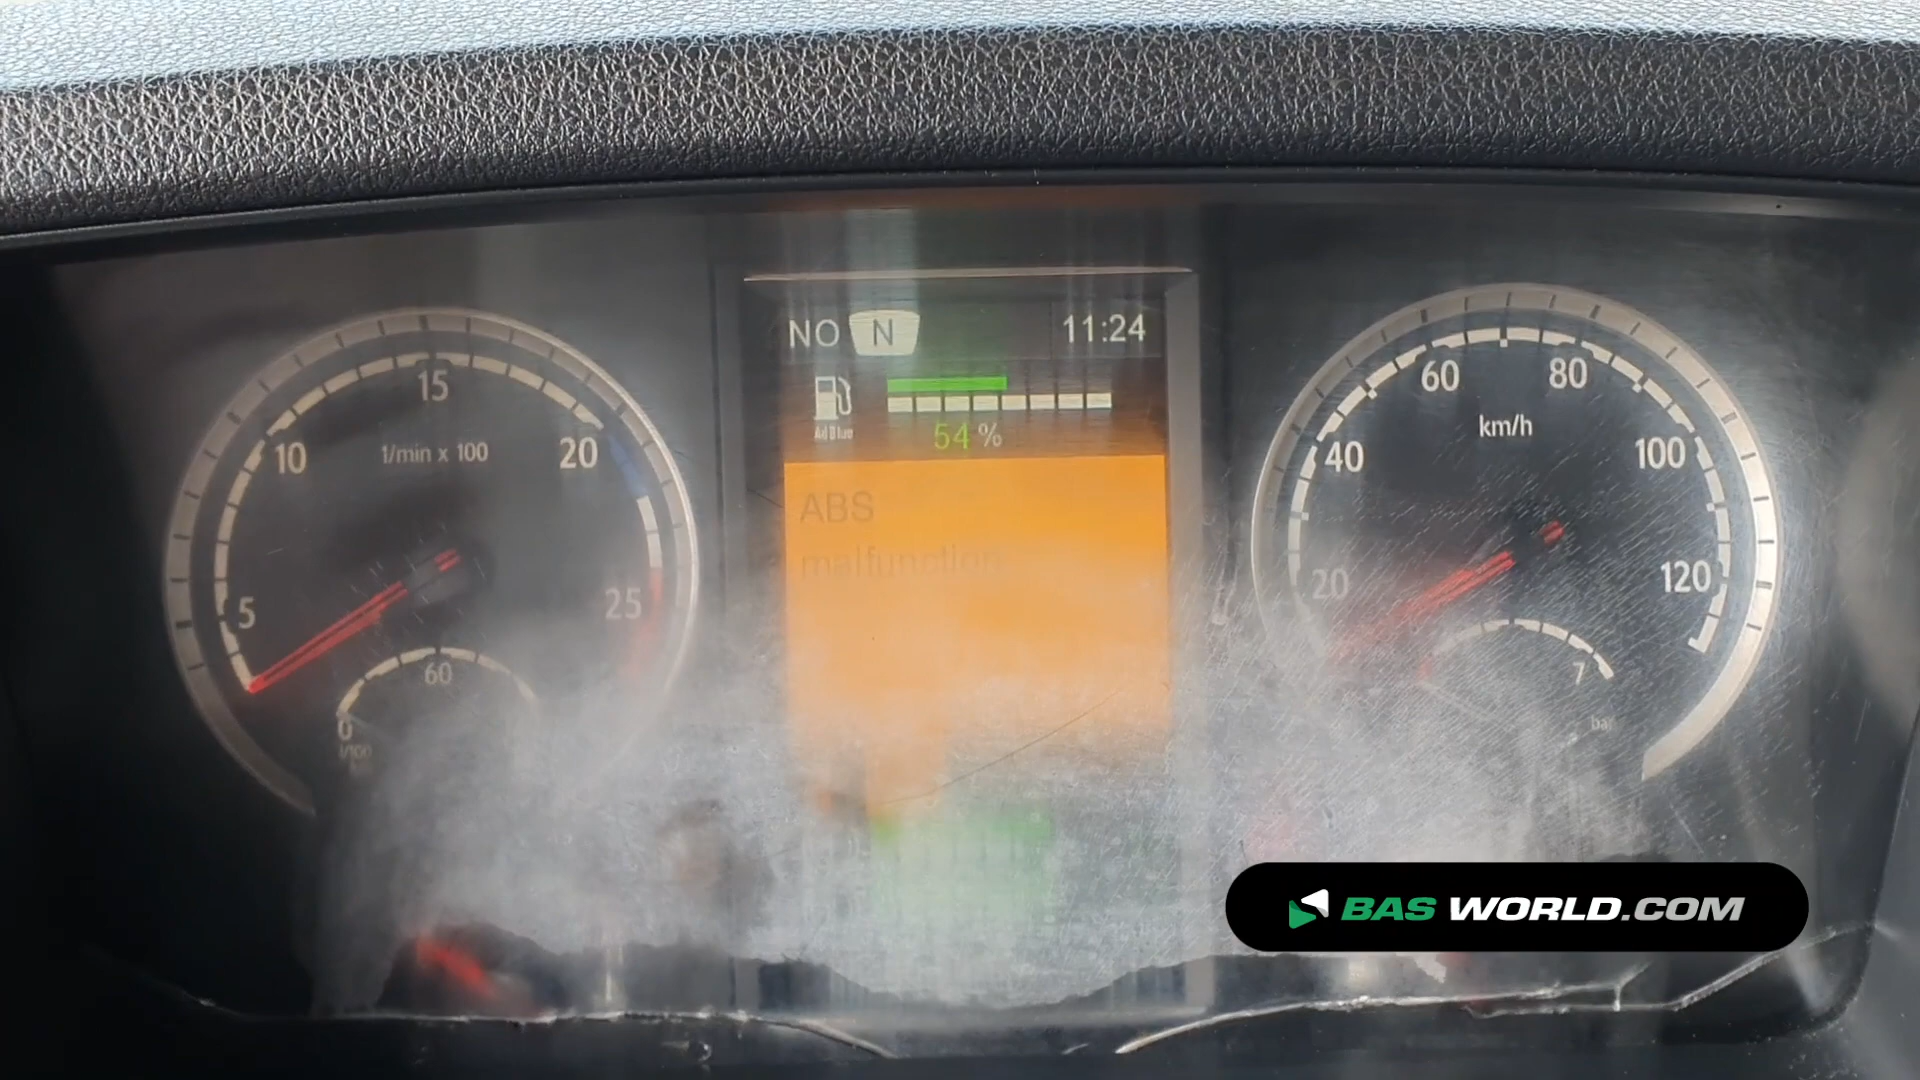 NO N 11:24
AdBlue
54 %
ABS
malfunction
5
10
15
20
25
1/min x 100
0
60
l/100
20
40
60
80
100
120
km/h
7
bar
BAS WORLD.COM